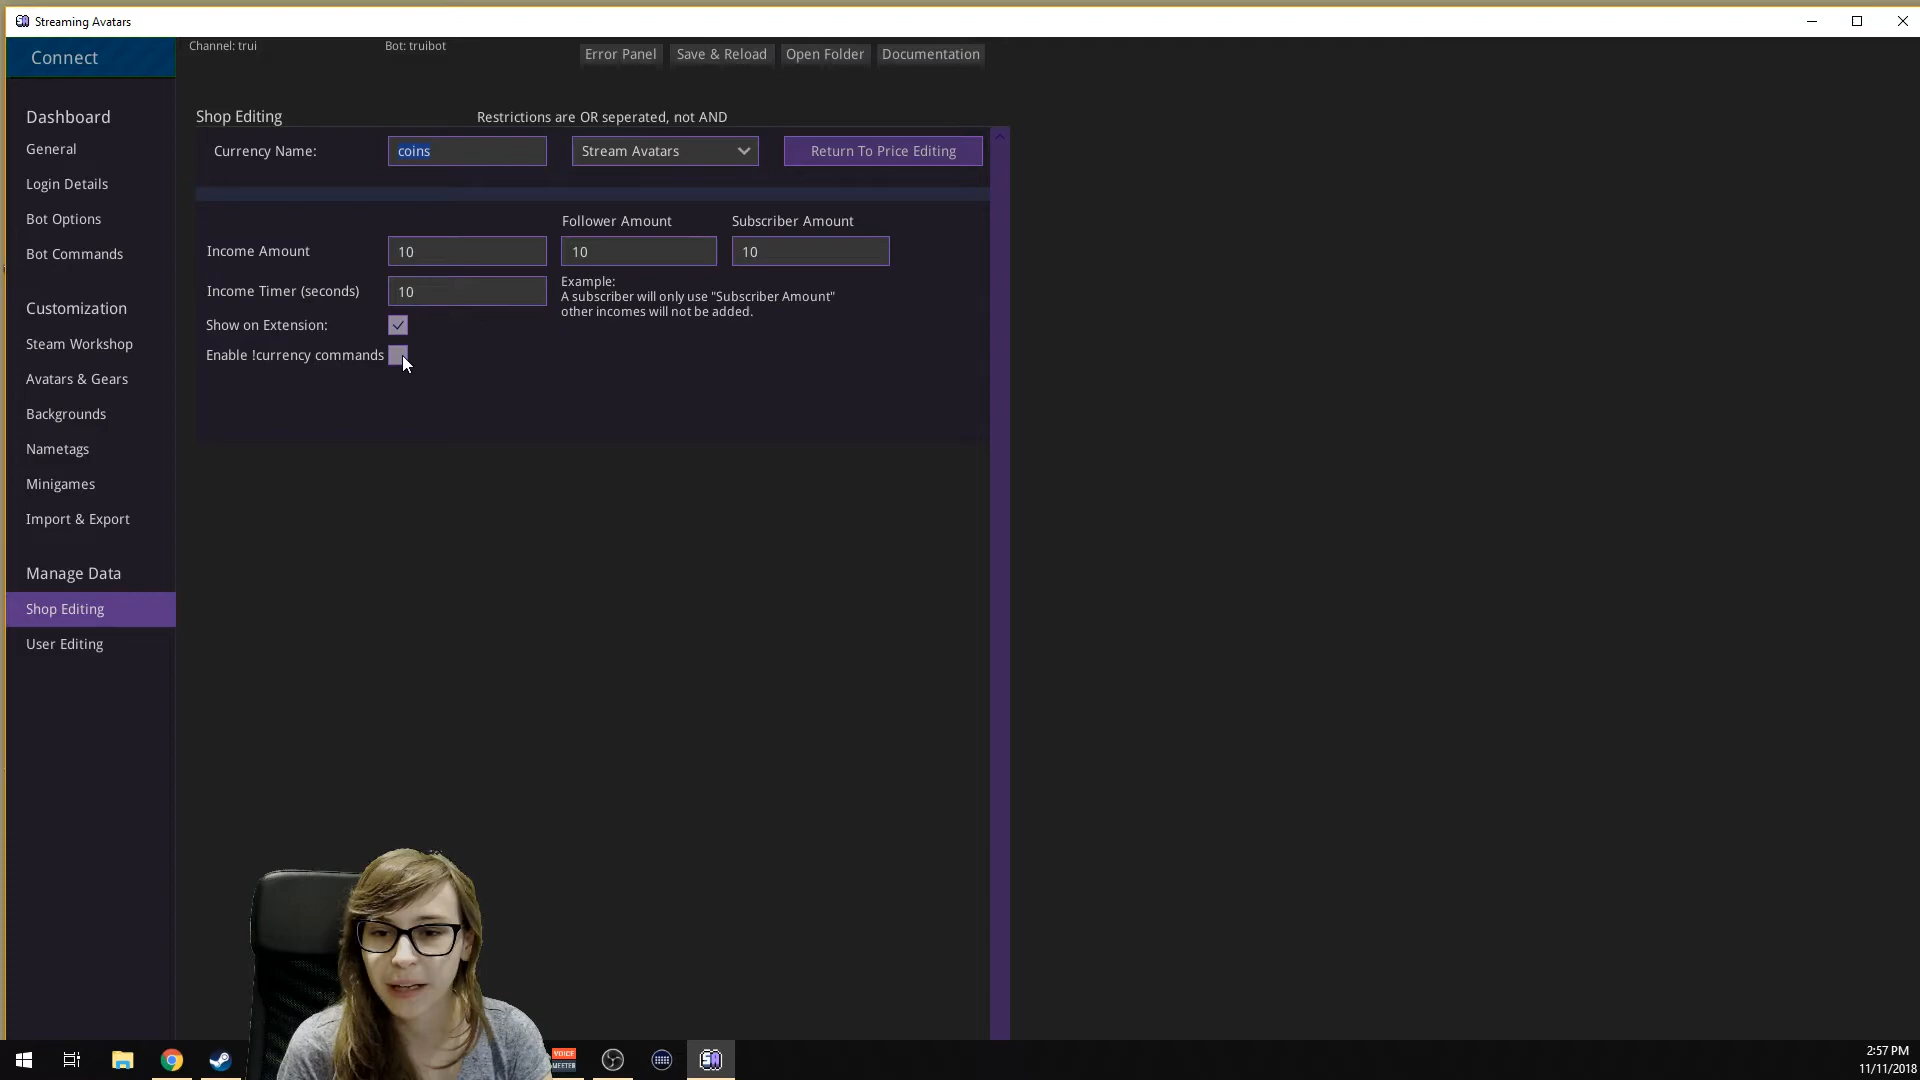 Streaming Avatars
Connect
Channel: trui
Bot: truibot
Error Panel
Save & Reload
Open Folder
Documentation
Dashboard
General
Login Details
Bot Options
Bot Commands
Customization
Steam Workshop
Avatars & Gears
Backgrounds
Nametags
Minigames
Import & Export
Manage Data
Shop Editing
User Editing
Shop Editing
Restrictions are OR seperated, not AND
Currency Name:
coins
Stream Avatars
Return To Price Editing
Follower Amount
Subscriber Amount
Income Amount
10
10
10
Income Timer (seconds)
10
Example:
A subscriber will only use "Subscriber Amount"
other incomes will not be added.
Show on Extension:
Enable !currency commands
VOICE
MEETER
SA
2:57 PM
11/11/2018